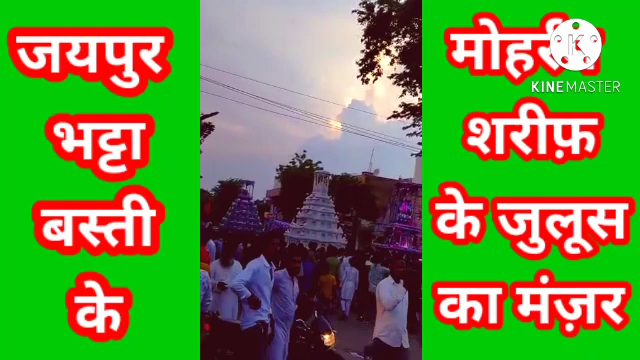 जयपुर
भट्टा
बस्ती
के
शरीफ़
के जुलूस
का मंज़र
K
KINEMASTER